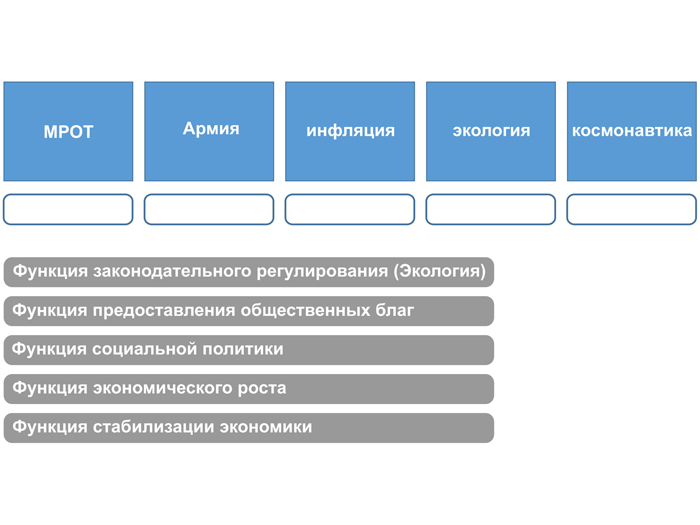 МРОТ
Армия
инфляция
экология
космонавтика
Функция законодательного регулирования (Экология)
Функция предоставления общественных благ
Функция социальной политики
Функция экономического роста
Функция стабилизации экономики